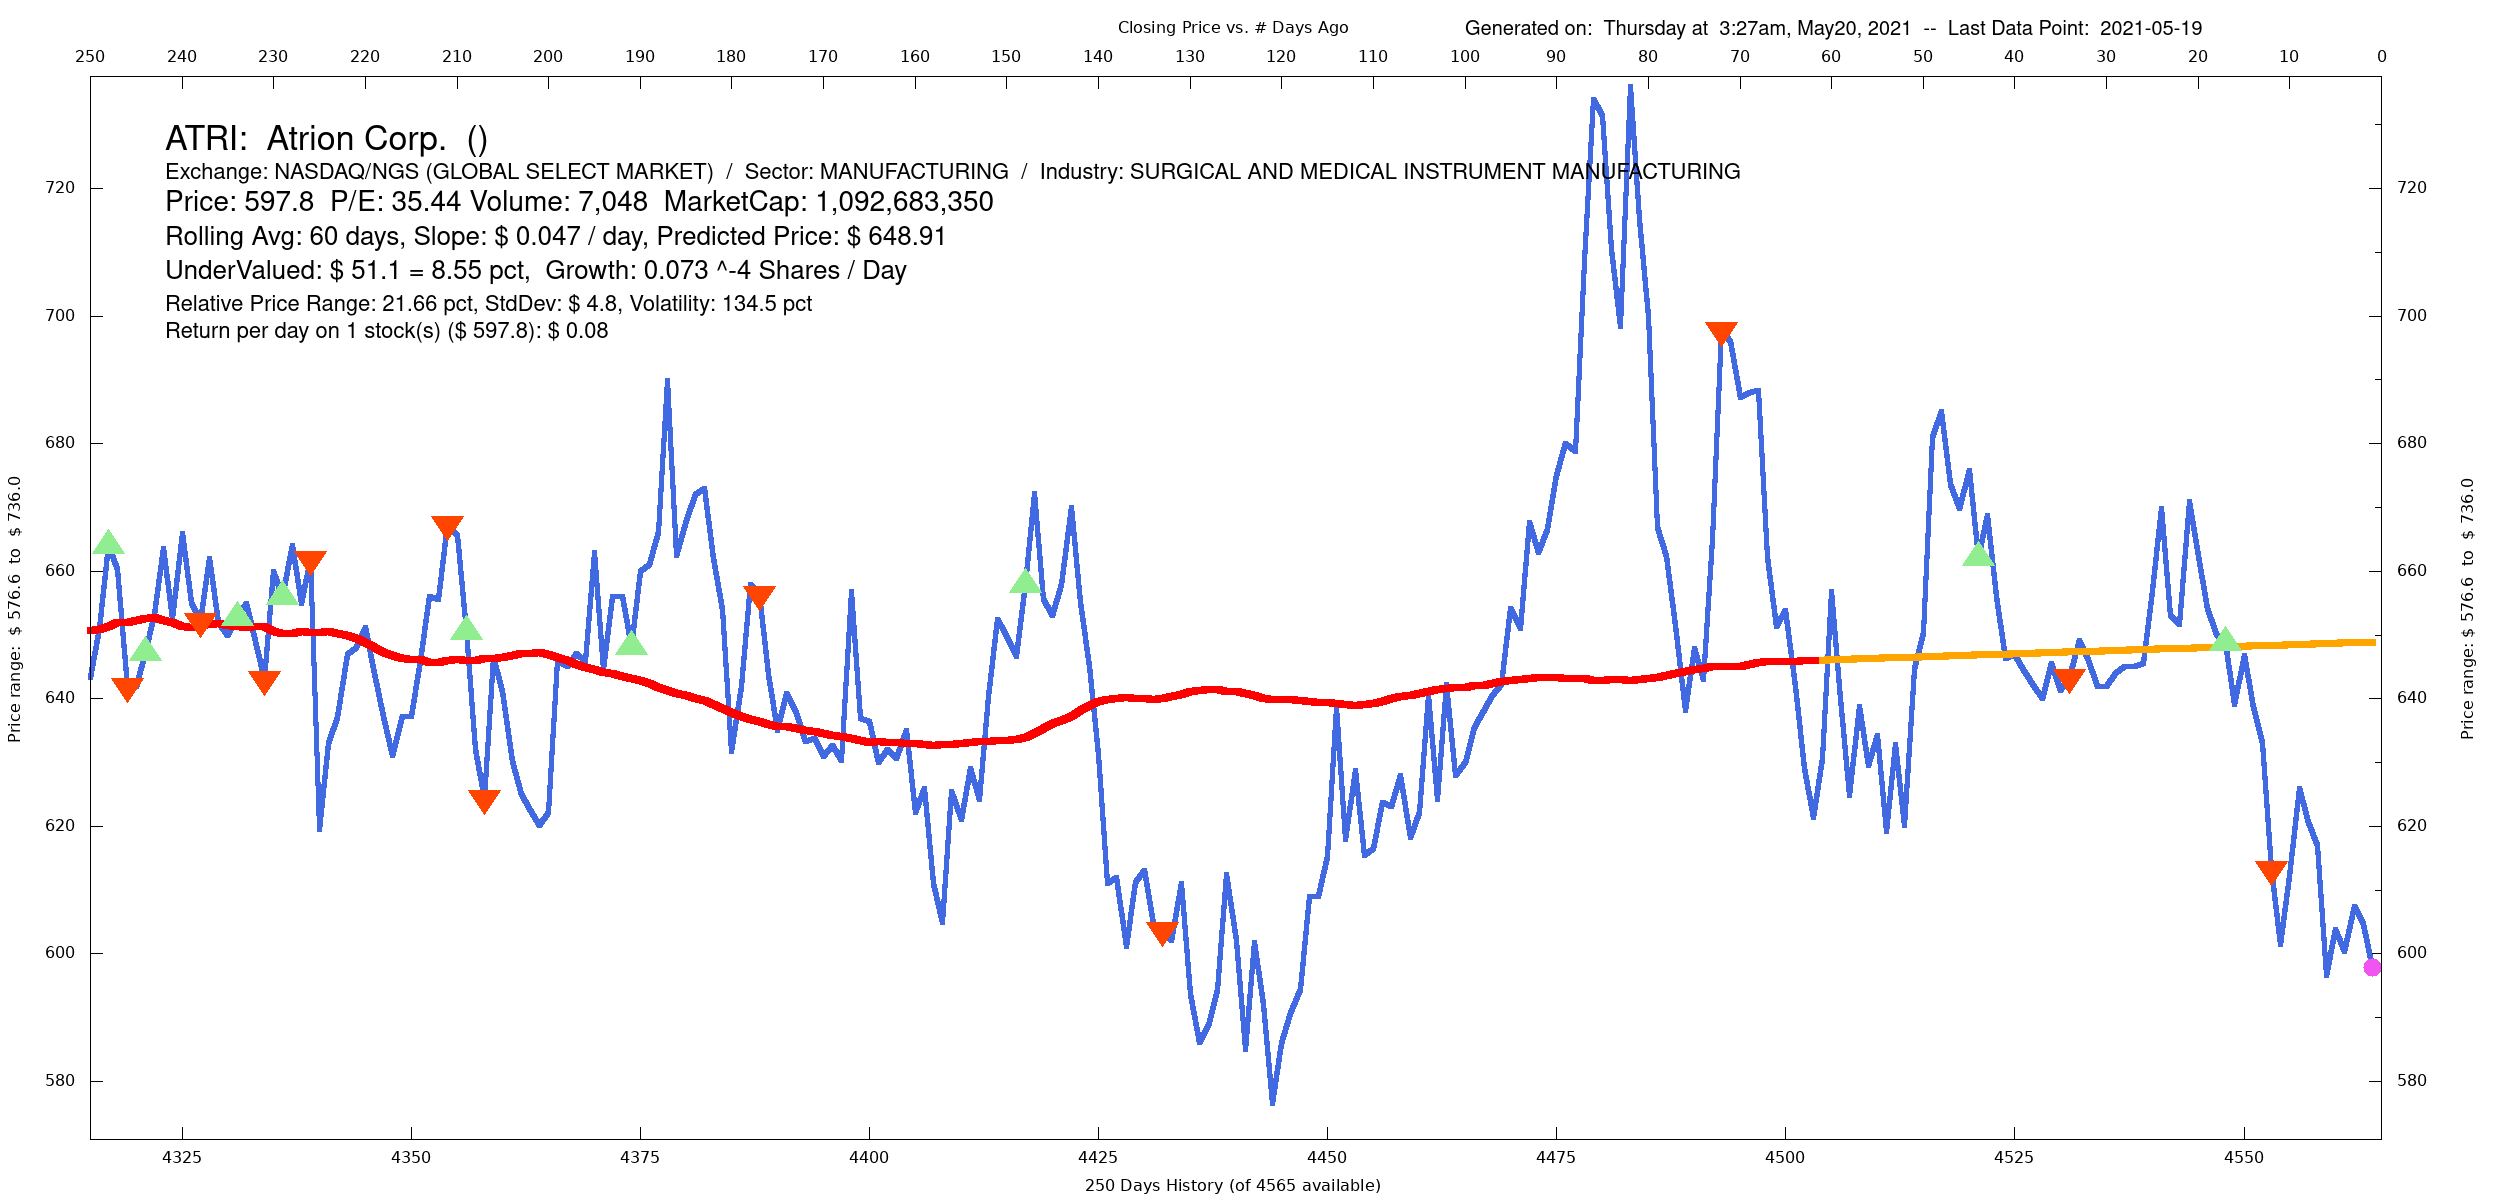 Closing Price vs. # Days Ago
Generated on:  Thursday at  3:27am, May20, 2021  --  Last Data Point:  2021-05-19
250 240 230 220 210 200 190 180 170 160 150 140 130 120 110 100 90 80 70 60 50 40 30 20 10 0
ATRI:  Atrion Corp.  ()
Exchange: NASDAQ/NGS (GLOBAL SELECT MARKET)  /  Sector: MANUFACTURING  /  Industry: SURGICAL AND MEDICAL INSTRUMENT MANUFACTURING
Price: 597.8  P/E: 35.44 Volume: 7,048  MarketCap: 1,092,683,350
Rolling Avg: 60 days, Slope: $ 0.047 / day, Predicted Price: $ 648.91
UnderValued: $ 51.1 = 8.55 pct,  Growth: 0.073 ^-4 Shares / Day
Relative Price Range: 21.66 pct, StdDev: $ 4.8, Volatility: 134.5 pct
Return per day on 1 stock(s) ($ 597.8): $ 0.08
720 720
700 700
680 680
660 660
640 640
620 620
600 600
580 580
Price range: $ 576.6  to  $ 736.0
Price range: $ 576.6  to  $ 736.0
4325 4350 4375 4400 4425 4450 4475 4500 4525 4550
250 Days History (of 4565 available)